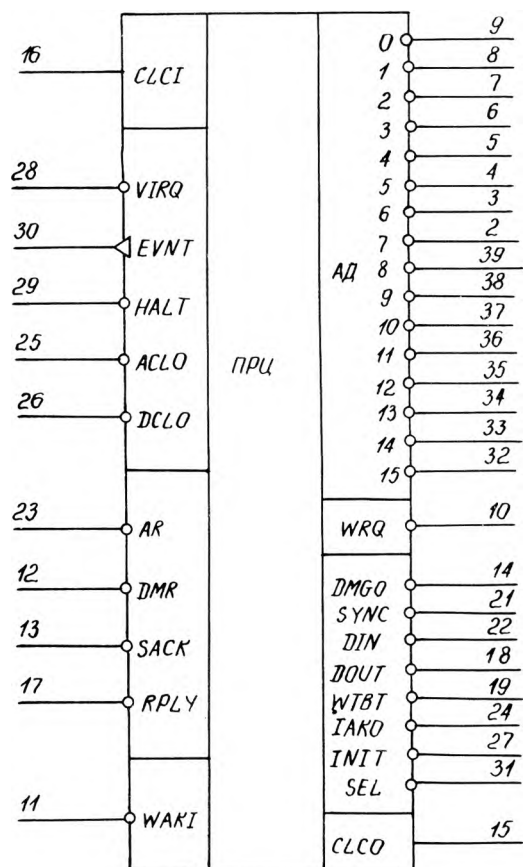 16 CLCI
28 VIRQ
30 EVNT
29 HALT
25 ACLO
26 DCLO
23 AR
12 DMR
13 SACK
17 RPLY
11 WAKI
ПРЦ
АД
0 9
1 8
2 7
3 6
4 5
5 4
6 3
7 2
8 39
9 38
10 37
11 36
12 35
13 34
14 33
15 32
WRQ 10
DMGO 14
SYNC 21
DIN 22
DOUT 18
WTBT 19
IAKO 24
INIT 27
SEL 31
CLCO 15